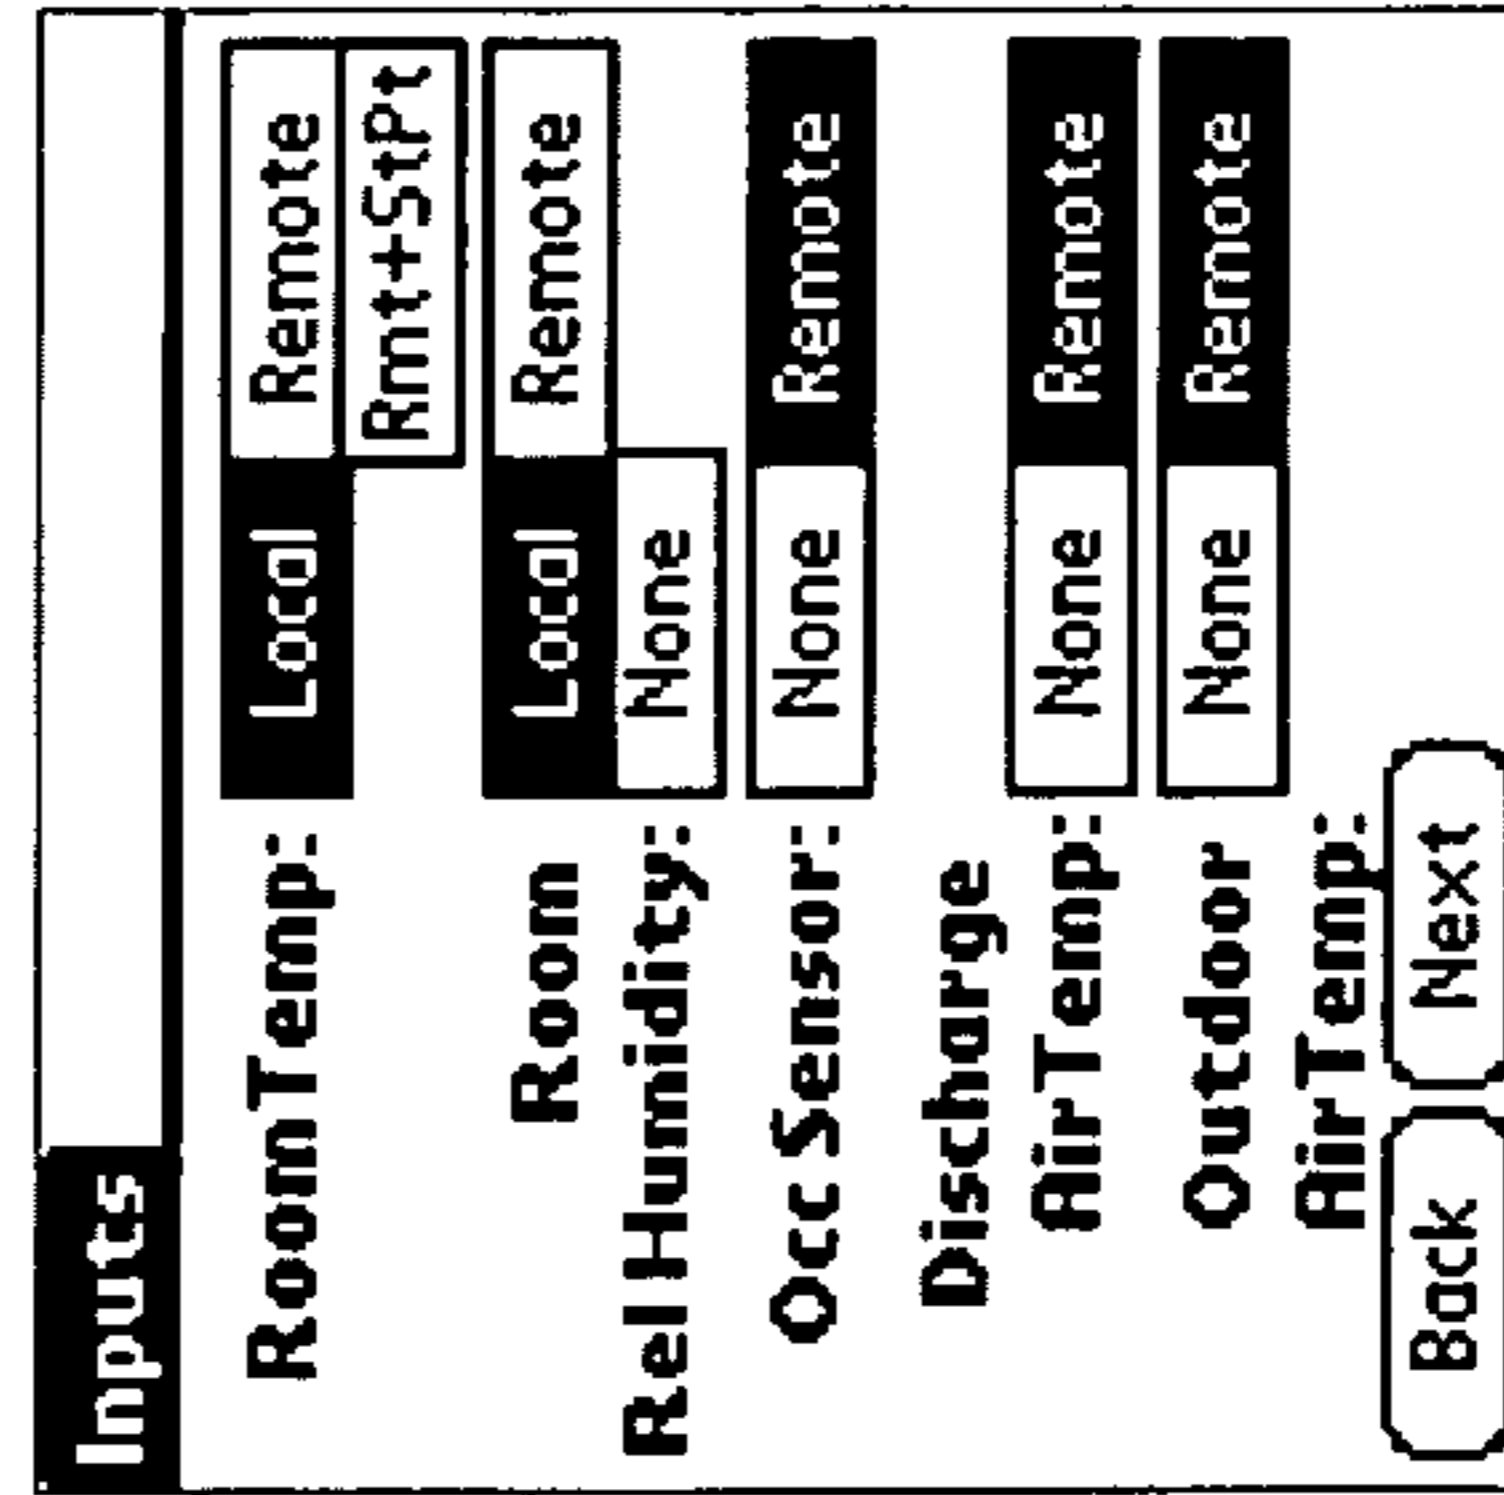 Inputs
Room Temp: Local Remote
Rmt+StPt
Room Local Remote
Rel Humidity: None
Occ Sensor: None Remote
Discharge
Air Temp: None Remote
Outdoor None Remote
Air Temp:
Back Next